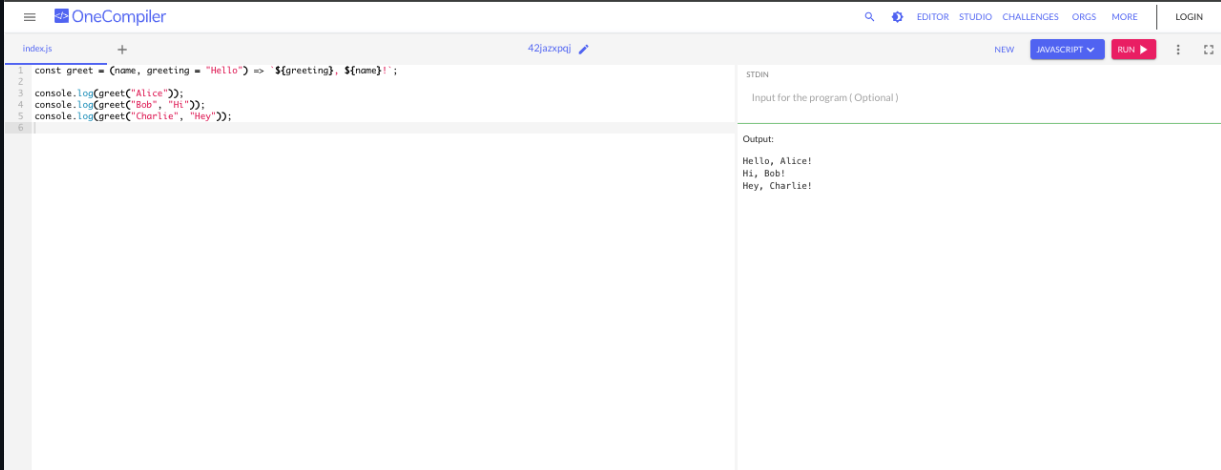 OneCompiler
EDITOR STUDIO CHALLENGES ORGS MORE LOGIN
index.js
42jazxpqj
NEW JAVASCRIPT RUN
1 const greet = (name, greeting = "Hello") => `${greeting}, ${name}!`;
2
3 console.log(greet("Alice"));
4 console.log(greet("Bob", "Hi"));
5 console.log(greet("Charlie", "Hey"));
6
STDIN
Input for the program ( Optional )
Output:
Hello, Alice!
Hi, Bob!
Hey, Charlie!